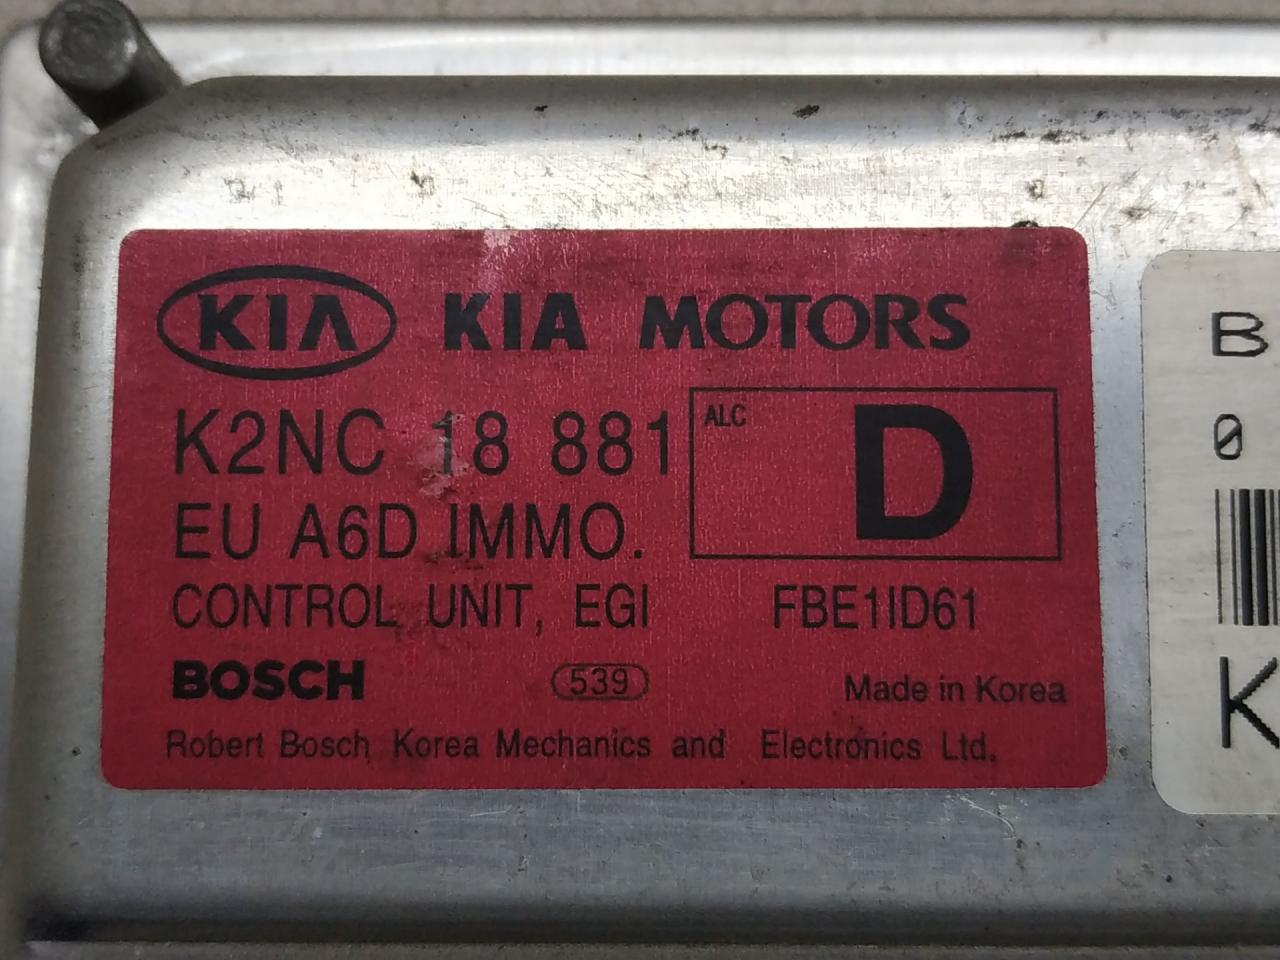 KIA KIA MOTORS
K2NC 18 881
ALC
D
EU A6D IMMO.
CONTROL UNIT, EGI FBE1ID61
BOSCH 539 Made in Korea
Robert Bosch Korea Mechanics and Electronics Ltd.
B
0
K